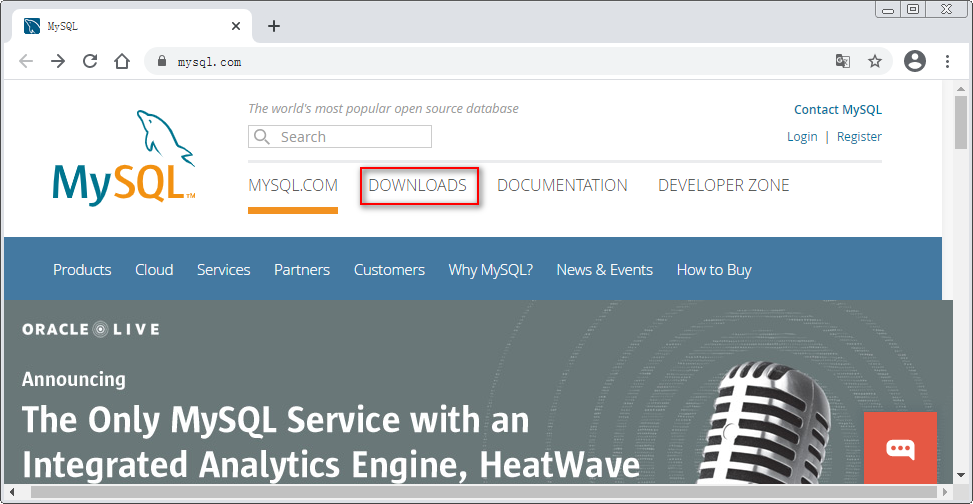 MySQL
mysql.com
The world's most popular open source database
Contact MySQL
Search
Login | Register
MySQL™
MYSQL.COM DOWNLOADS DOCUMENTATION DEVELOPER ZONE
Products Cloud Services Partners Customers Why MySQL? News & Events How to Buy
ORACLE LIVE
Announcing
The Only MySQL Service with an
Integrated Analytics Engine, HeatWave